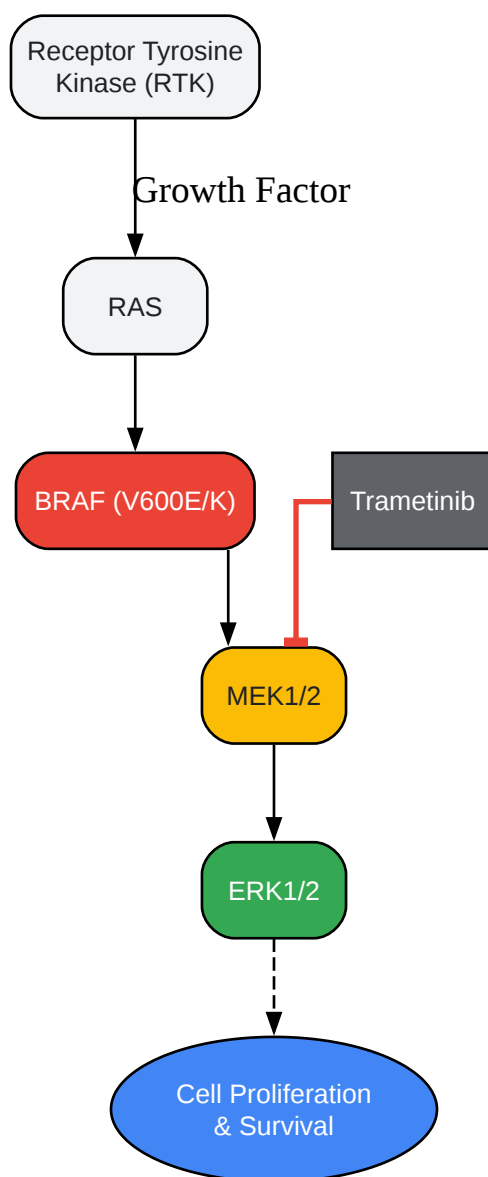 Receptor Tyrosine
Kinase (RTK)
Growth Factor
RAS
BRAF (V600E/K)
Trametinib
MEK1/2
ERK1/2
Cell Proliferation
& Survival